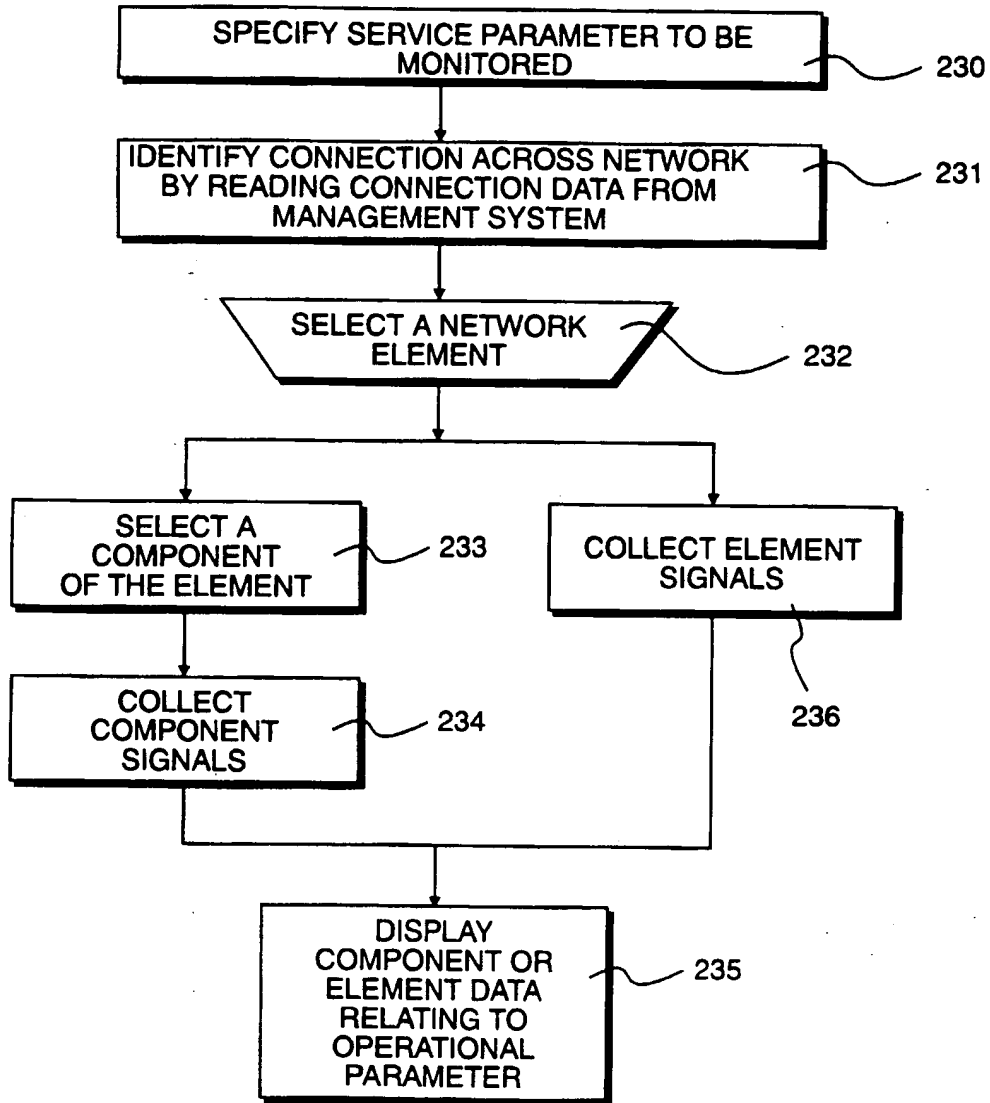 SPECIFY SERVICE PARAMETER TO BE
MONITORED
230
IDENTIFY CONNECTION ACROSS NETWORK
BY READING CONNECTION DATA FROM
MANAGEMENT SYSTEM
231
SELECT A NETWORK
ELEMENT
232
SELECT A
COMPONENT
OF THE ELEMENT
233
COLLECT ELEMENT
SIGNALS
236
COLLECT
COMPONENT
SIGNALS
234
DISPLAY
COMPONENT OR
ELEMENT DATA
RELATING TO
OPERATIONAL
PARAMETER
235